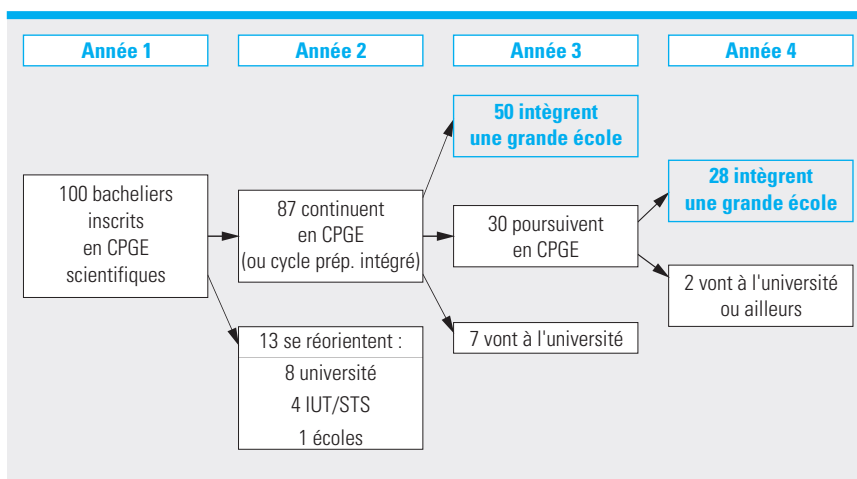 Année 1
Année 2
Année 3
Année 4
100 bacheliers
inscrits
en CPGE
scientifiques
87 continuent
en CPGE
(ou cycle prép. intégré)
13 se réorientent :
8 université
4 IUT/STS
1 écoles
50 intègrent
une grande école
30 poursuivent
en CPGE
7 vont à l'université
28 intègrent
une grande école
2 vont à l'université
ou ailleurs